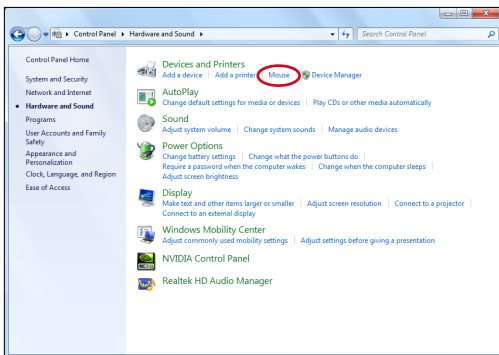 Control Panel ▸ Hardware and Sound ▸
Search Control Panel
Control Panel Home
System and Security
Network and Internet
Hardware and Sound
Programs
User Accounts and Family
Safety
Appearance and
Personalization
Clock, Language, and Region
Ease of Access
Devices and Printers
Add a device | Add a printer | Mouse | Device Manager
AutoPlay
Change default settings for media or devices | Play CDs or other media automatically
Sound
Adjust system volume | Change system sounds | Manage audio devices
Power Options
Change battery settings | Change what the power buttons do |
Require a password when the computer wakes | Change when the computer sleeps |
Adjust screen brightness
Display
Make text and other items larger or smaller | Adjust screen resolution | Connect to a projector |
Connect to an external display
Windows Mobility Center
Adjust commonly used mobility settings | Adjust settings before giving a presentation
NVIDIA Control Panel
Realtek HD Audio Manager